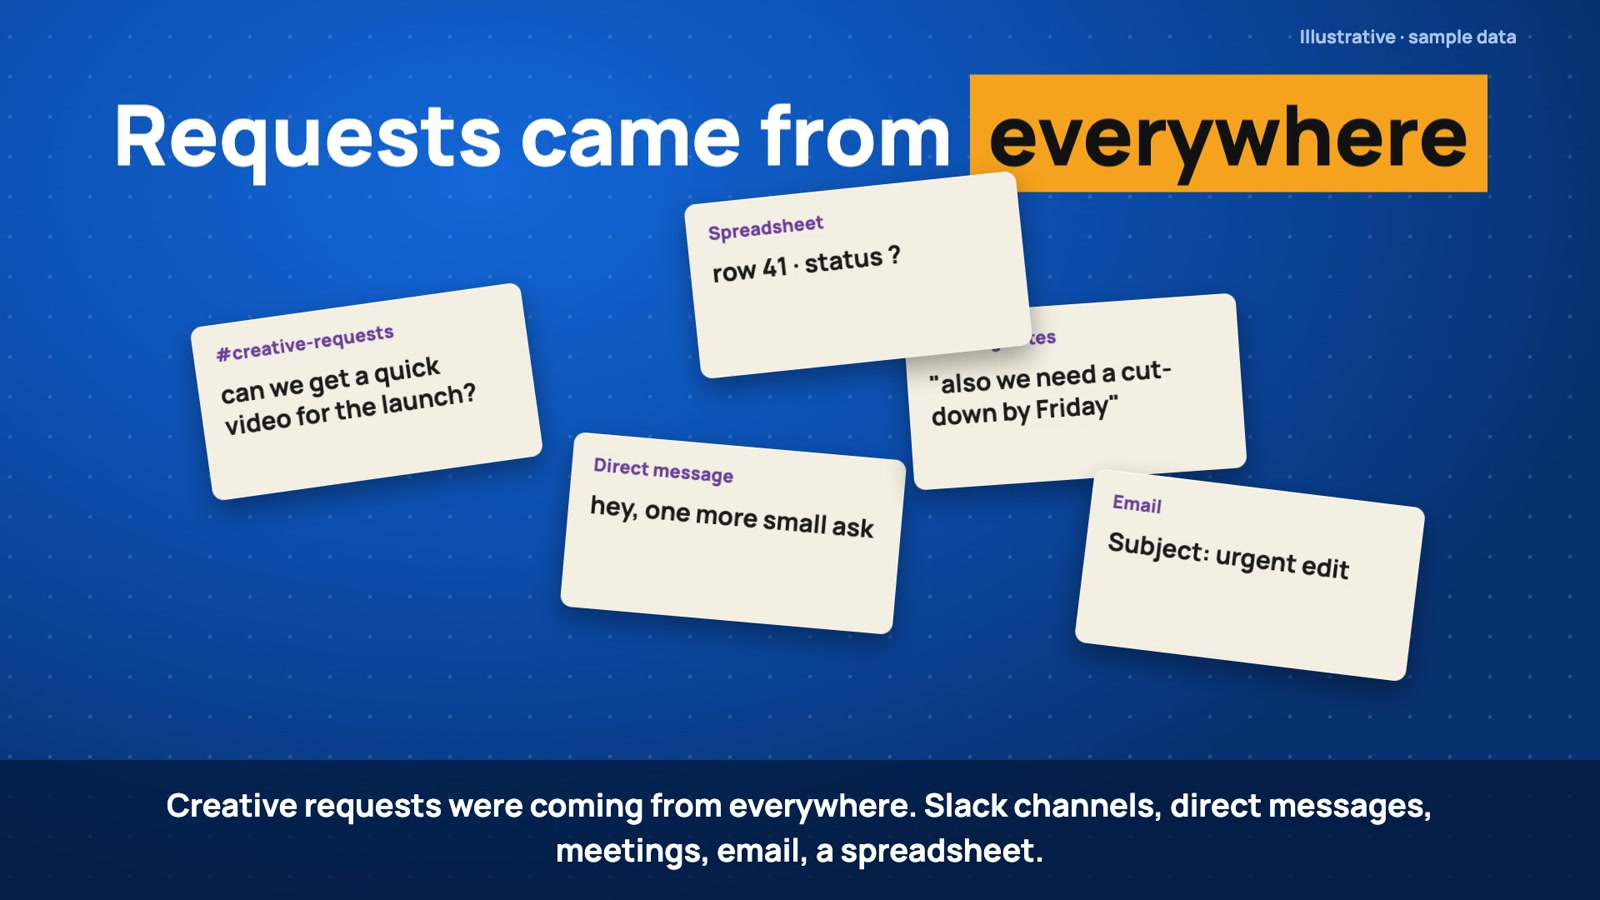 Illustrative · sample data
Requests came from everywhere
Spreadsheet
row 41 · status ?
#creative-requests
can we get a quick
video for the launch?
"also we need a cut-
down by Friday"
Direct message
hey, one more small ask
Email
Subject: urgent edit
Creative requests were coming from everywhere. Slack channels, direct messages,
meetings, email, a spreadsheet.